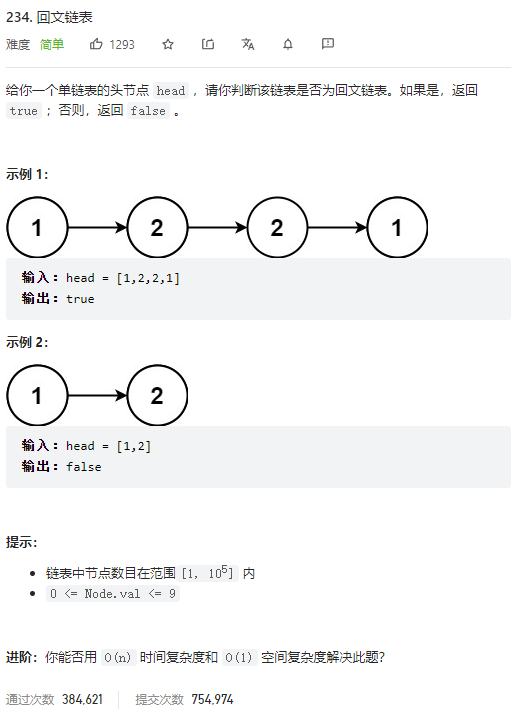 234. 回文链表
难度 简单 1293
给你一个单链表的头节点 head ，请你判断该链表是否为回文链表。如果是，返回
true ；否则，返回 false 。
示例 1：
1 2 2 1
输入：head = [1,2,2,1]
输出：true
示例 2：
1 2
输入：head = [1,2]
输出：false
提示：
链表中节点数目在范围 [1, 10⁵] 内
0 <= Node.val <= 9
进阶：你能否用 O(n) 时间复杂度和 O(1) 空间复杂度解决此题？
通过次数 384,621 提交次数 754,974